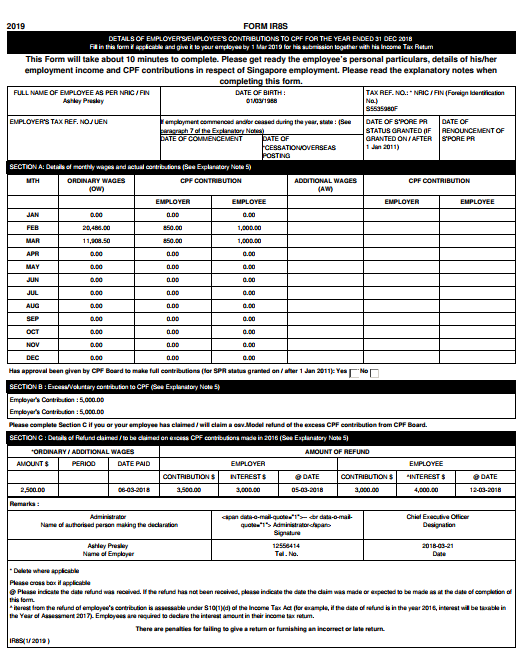 2019 FORM IR8S
DETAILS OF EMPLOYER'S/EMPLOYEE'S CONTRIBUTIONS TO CPF FOR THE YEAR ENDED 31 DEC 2018
Fill in this form if applicable and give it to your employee by 1 Mar 2019 for his submission together with his Income Tax Return
This Form will take about 10 minutes to complete. Please get ready the employee's personal particulars, details of his/her
employment income and CPF contributions in respect of Singapore employment. Please read the explanatory notes when
completing this form.
FULL NAME OF EMPLOYEE AS PER NRIC / FIN DATE OF BIRTH : TAX REF. NO.: * NRIC / FIN (Foreign Identification
Ashley Presley 01/03/1988 No.)
S5535980F
EMPLOYER'S TAX REF. NO./ UEN If employment commenced and/or ceased during the year, state : (See DATE OF S'PORE PR DATE OF
paragraph 7 of the Explanatory Notes) STATUS GRANTED (IF RENOUNCEMENT OF
DATE OF COMMENCEMENT DATE OF GRANTED ON / AFTER S'PORE PR
*CESSATION/OVERSEAS 1 Jan 2011)
POSTING
SECTION A: Details of monthly wages and actual contributions (See Explanatory Note 5)
MTH ORDINARY WAGES CPF CONTRIBUTION ADDITIONAL WAGES CPF CONTRIBUTION
(OW) (AW)
EMPLOYER EMPLOYEE EMPLOYER EMPLOYEE
JAN 0.00 0.00 0.00
FEB 20,486.00 850.00 1,000.00
MAR 11,908.50 850.00 1,000.00
APR 0.00 0.00 0.00
MAY 0.00 0.00 0.00
JUN 0.00 0.00 0.00
JUL 0.00 0.00 0.00
AUG 0.00 0.00 0.00
SEP 0.00 0.00 0.00
OCT 0.00 0.00 0.00
NOV 0.00 0.00 0.00
DEC 0.00 0.00 0.00
Has approval been given by CPF Board to make full contributions (for SPR status granted on / after 1 Jan 2011): Yes No
SECTION B : Excess/Voluntary contribution to CPF (See Explanatory Note 5)
Employer's Contribution : 5,000.00
Employer's Contribution : 5,000.00
Please complete Section C if you or your employee has claimed / will claim a osv.Model refund of the excess CPF contribution from CPF Board.
SECTION C : Details of Refund claimed / to be claimed on excess CPF contributions made in 2016 (See Explanatory Note 5)
*ORDINARY / ADDITIONAL WAGES AMOUNT OF REFUND
AMOUNT $ PERIOD DATE PAID EMPLOYER EMPLOYEE
CONTRIBUTION $ INTEREST $ @ DATE CONTRIBUTION $ ^INTEREST $ @ DATE
2,500.00 06-03-2018 3,500.00 3,000.00 05-03-2018 3,000.00 4,000.00 12-03-2018
Remarks :
Administrator <span data-o-mail-quote="1">-- <br data-o-mail- Chief Executive Officer
Name of authorised person making the declaration quote="1"> Administrator</span> Designation
Signature
Ashley Presley 12556414 2018-03-21
Name of Employer Tel . No. Date
* Delete where applicable
Please cross box if applicable
@ Please indicate the date refund was received. If the refund has not been received, please indicate the date the claim was made or expected to be made as at the date of completion of
this form.
^ iterest from the refund of employee's contribution is assessable under S10(1)(d) of the Income Tax Act (for example, if the date of refund is in the year 2016, interest will be taxable in
the Year of Assessment 2017). Employees are required to declare the interest amount in their income tax return.
There are penalties for failing to give a return or furnishing an incorrect or late return.
IR8S(1/ 2019 )